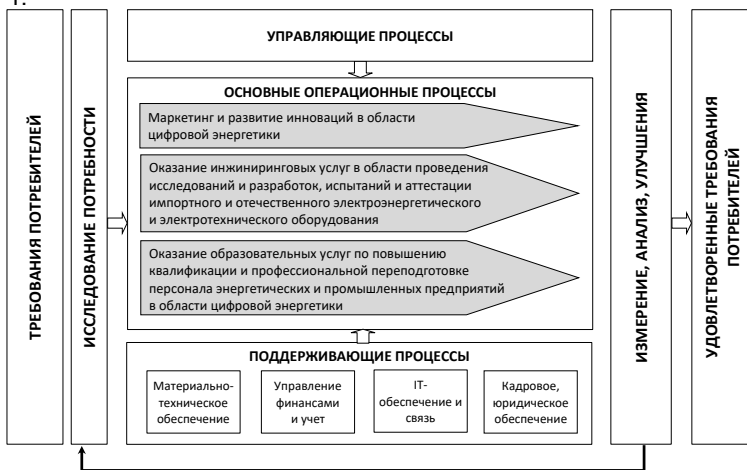 1.
ТРЕБОВАНИЯ ПОТРЕБИТЕЛЕЙ
ИССЛЕДОВАНИЕ ПОТРЕБНОСТИ
УПРАВЛЯЮЩИЕ ПРОЦЕССЫ
ОСНОВНЫЕ ОПЕРАЦИОННЫЕ ПРОЦЕССЫ
Маркетинг и развитие инноваций в области
цифровой энергетики
Оказание инжиниринговых услуг в области проведения
исследований и разработок, испытаний и аттестации
импортного и отечественного электроэнергетического
и электротехнического оборудования
Оказание образовательных услуг по повышению
квалификации и профессиональной переподготовке
персонала энергетических и промышленных предприятий
в области цифровой энергетики
ПОДДЕРЖИВАЮЩИЕ ПРОЦЕССЫ
Материально-
техническое
обеспечение
Управление
финансами
и учет
IT-
обеспечение и
связь
Кадровое,
юридическое
обеспечение
ИЗМЕРЕНИЕ, АНАЛИЗ, УЛУЧШЕНИЯ
УДОВЛЕТВОРЕННЫЕ ТРЕБОВАНИЯ
ПОТРЕБИТЕЛЕЙ